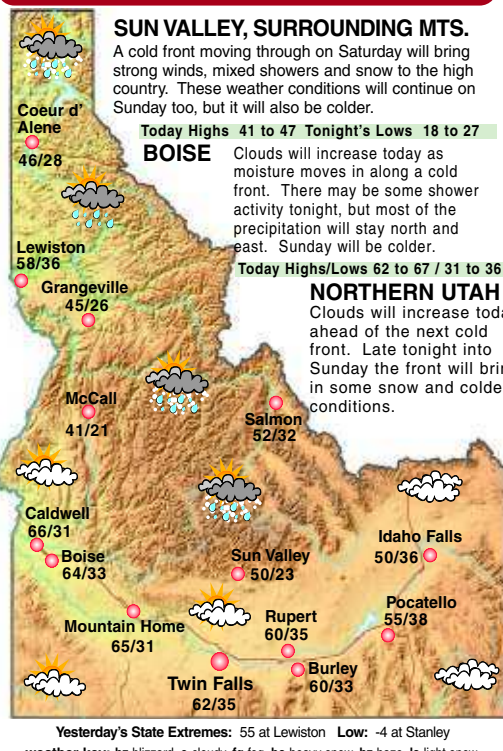 SUN VALLEY, SURROUNDING MTS.
A cold front moving through on Saturday will bring
strong winds, mixed showers and snow to the high
country. These weather conditions will continue on
Sunday too, but it will also be colder.
Today Highs 41 to 47 Tonight's Lows 18 to 27
BOISE
Clouds will increase today as
moisture moves in along a cold
front. There may be some shower
activity tonight, but most of the
precipitation will stay north and
east. Sunday will be colder.
Today Highs/Lows 62 to 67 / 31 to 36
NORTHERN UTAH
Clouds will increase toda
ahead of the next cold
front. Late tonight into
Sunday the front will brin
in some snow and colde
conditions.
Coeur d'
Alene
46/28
Lewiston
58/36
Grangeville
45/26
McCall
41/21
Salmon
52/32
Caldwell
66/31
Boise
64/33
Sun Valley
50/23
Idaho Falls
50/36
Mountain Home
65/31
Rupert
60/35
Pocatello
55/38
Twin Falls
62/35
Burley
60/33
Yesterday's State Extremes: 55 at Lewiston Low: -4 at Stanley